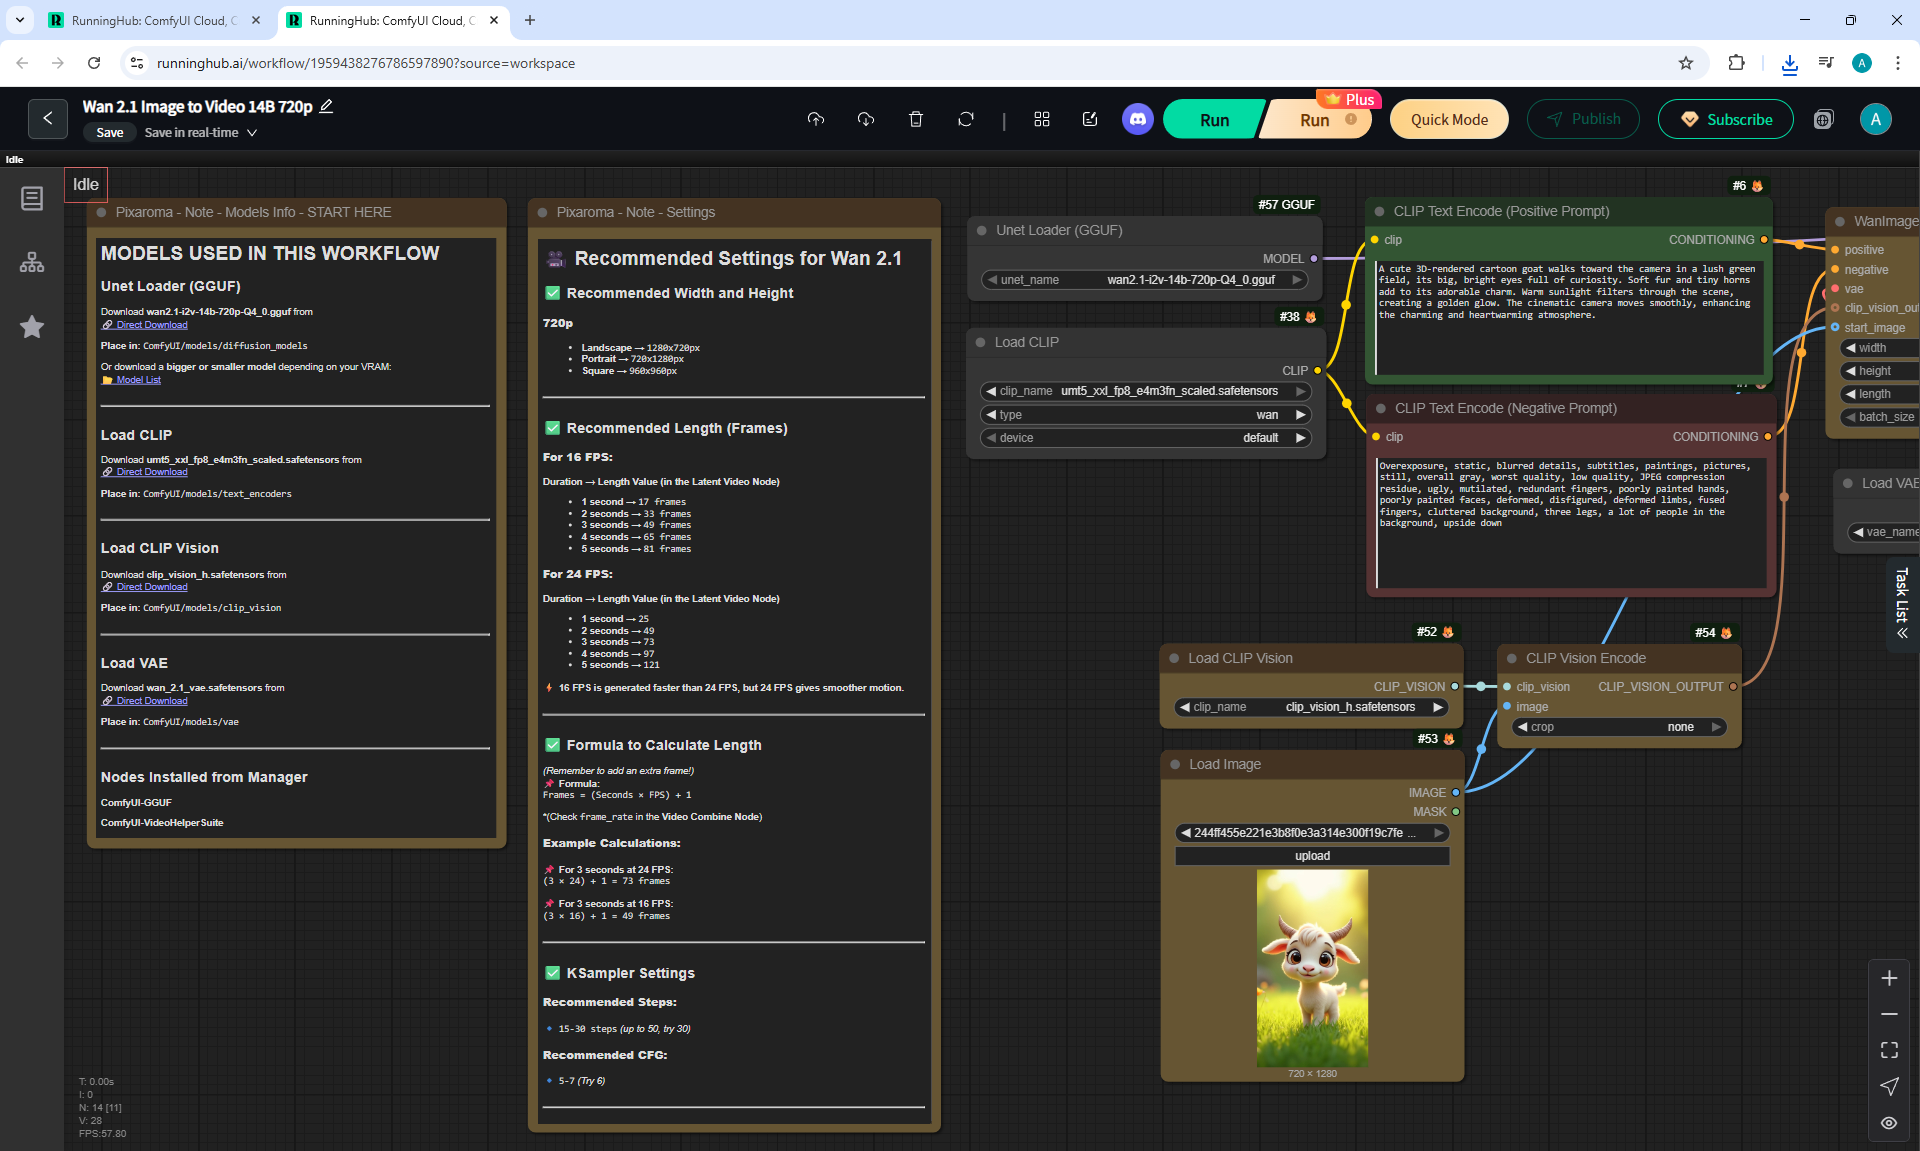 RunningHub: ComfyUI Cloud, C
RunningHub: ComfyUI Cloud, C
runninghub.ai/workflow/1959438276786597890?source=workspace
A
Wan 2.1 Image to Video 14B 720p
Save
Save in real-time
Run
Run
Plus
Quick Mode
Publish
Subscribe
A
Idle
Idle
Pixaroma - Note - Models Info - START HERE
MODELS USED IN THIS WORKFLOW
Unet Loader (GGUF)
Download wan2.1-i2v-14b-720p-Q4_0.gguf from
🔗 Direct Download
Place in: ComfyUI/models/diffusion_models
Or download a bigger or smaller model depending on your VRAM:
📂 Model List
Load CLIP
Download umt5_xxl_fp8_e4m3fn_scaled.safetensors from
🔗 Direct Download
Place in: ComfyUI/models/text_encoders
Load CLIP Vision
Download clip_vision_h.safetensors from
🔗 Direct Download
Place in: ComfyUI/models/clip_vision
Load VAE
Download wan_2.1_vae.safetensors from
🔗 Direct Download
Place in: ComfyUI/models/vae
Nodes Installed from Manager
ComfyUI-GGUF
ComfyUI-VideoHelperSuite
T: 0.00s
I: 0
N: 14 [11]
V: 28
FPS:57.80
Pixaroma - Note - Settings
🎥 Recommended Settings for Wan 2.1
✅ Recommended Width and Height
720p
• Landscape → 1280x720px
• Portrait → 720x1280px
• Square → 960x960px
✅ Recommended Length (Frames)
For 16 FPS:
Duration → Length Value (in the Latent Video Node)
• 1 second → 17 frames
• 2 seconds → 33 frames
• 3 seconds → 49 frames
• 4 seconds → 65 frames
• 5 seconds → 81 frames
For 24 FPS:
Duration → Length Value (in the Latent Video Node)
• 1 second → 25
• 2 seconds → 49
• 3 seconds → 73
• 4 seconds → 97
• 5 seconds → 121
⚡ 16 FPS is generated faster than 24 FPS, but 24 FPS gives smoother motion.
✅ Formula to Calculate Length
(Remember to add an extra frame!)
📌 Formula:
Frames = (Seconds × FPS) + 1
*(Check frame_rate in the Video Combine Node)
Example Calculations:
📌 For 3 seconds at 24 FPS:
(3 × 24) + 1 = 73 frames
📌 For 3 seconds at 16 FPS:
(3 × 16) + 1 = 49 frames
✅ KSampler Settings
Recommended Steps:
🔹 15-30 steps (up to 50, try 30)
Recommended CFG:
🔹 5-7 (Try 6)
#57 GGUF
Unet Loader (GGUF)
MODEL
unet_name wan2.1-i2v-14b-720p-Q4_0.gguf
#38 🦊
Load CLIP
CLIP
clip_name umt5_xxl_fp8_e4m3fn_scaled.safetensors
type wan
device default
#6 🦊
CLIP Text Encode (Positive Prompt)
clip CONDITIONING
A cute 3D-rendered cartoon goat walks toward the camera in a lush green
field, its big, bright eyes full of curiosity. Soft fur and tiny horns
add to its adorable charm. Warm sunlight filters through the scene,
creating a golden glow. The cinematic camera moves smoothly, enhancing
the charming and heartwarming atmosphere.
CLIP Text Encode (Negative Prompt)
clip CONDITIONING
Overexposure, static, blurred details, subtitles, paintings, pictures,
still, overall gray, worst quality, low quality, JPEG compression
residue, ugly, mutilated, redundant fingers, poorly painted hands,
poorly painted faces, deformed, disfigured, deformed limbs, fused
fingers, cluttered background, three legs, a lot of people in the
background, upside down
WanImage
positive
negative
vae
clip_vision_ou
start_image
width
height
length
batch_size
Load VAE
vae_name
Task List
#52 🦊
Load CLIP Vision
CLIP_VISION
clip_name clip_vision_h.safetensors
#54 🦊
CLIP Vision Encode
clip_vision CLIP_VISION_OUTPUT
image
crop none
#53 🦊
Load Image
IMAGE
MASK
244ff455e221e3b8f0e3a314e300f19c7fe ...
upload
720 × 1280